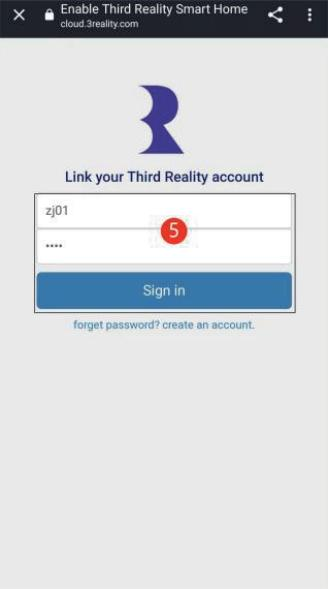 Enable Third Reality Smart Home
cloud.3reality.com
Link your Third Reality account
zj01
5
••••
Sign in
forget password? create an account.